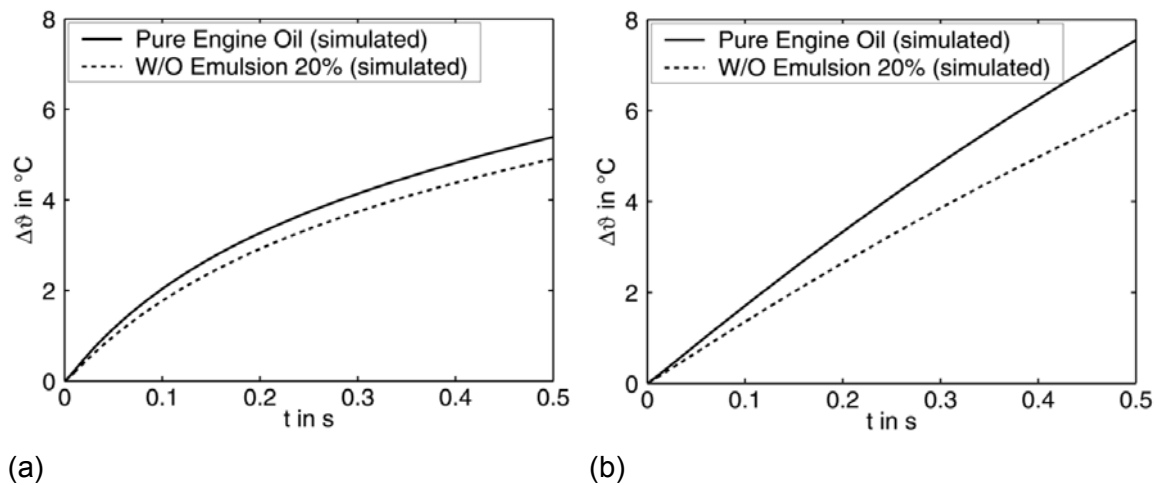 8
6
4
2
0
Δϑ in °C
Pure Engine Oil (simulated)
W/O Emulsion 20% (simulated)
0 0.1 0.2 0.3 0.4 0.5
t in s
(a)
8
6
4
2
0
Δϑ in °C
Pure Engine Oil (simulated)
W/O Emulsion 20% (simulated)
0 0.1 0.2 0.3 0.4 0.5
t in s
(b)